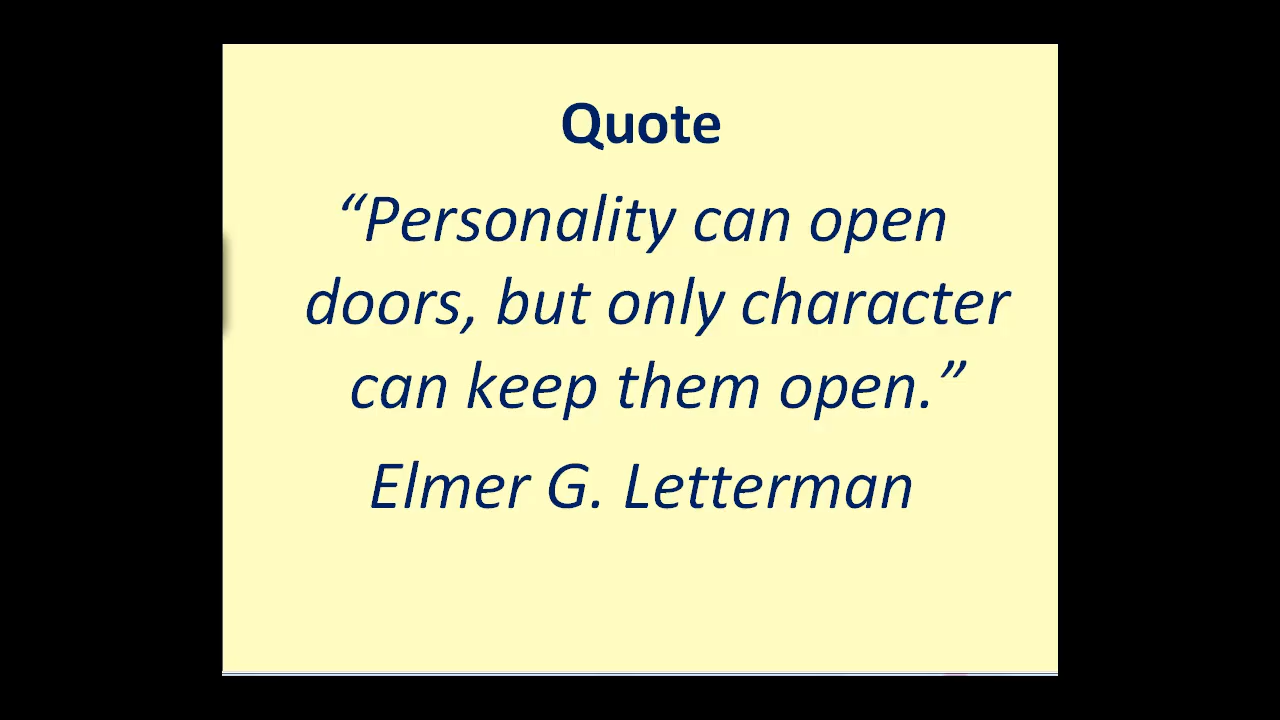 Quote
“Personality can open
doors, but only character
can keep them open.”
Elmer G. Letterman